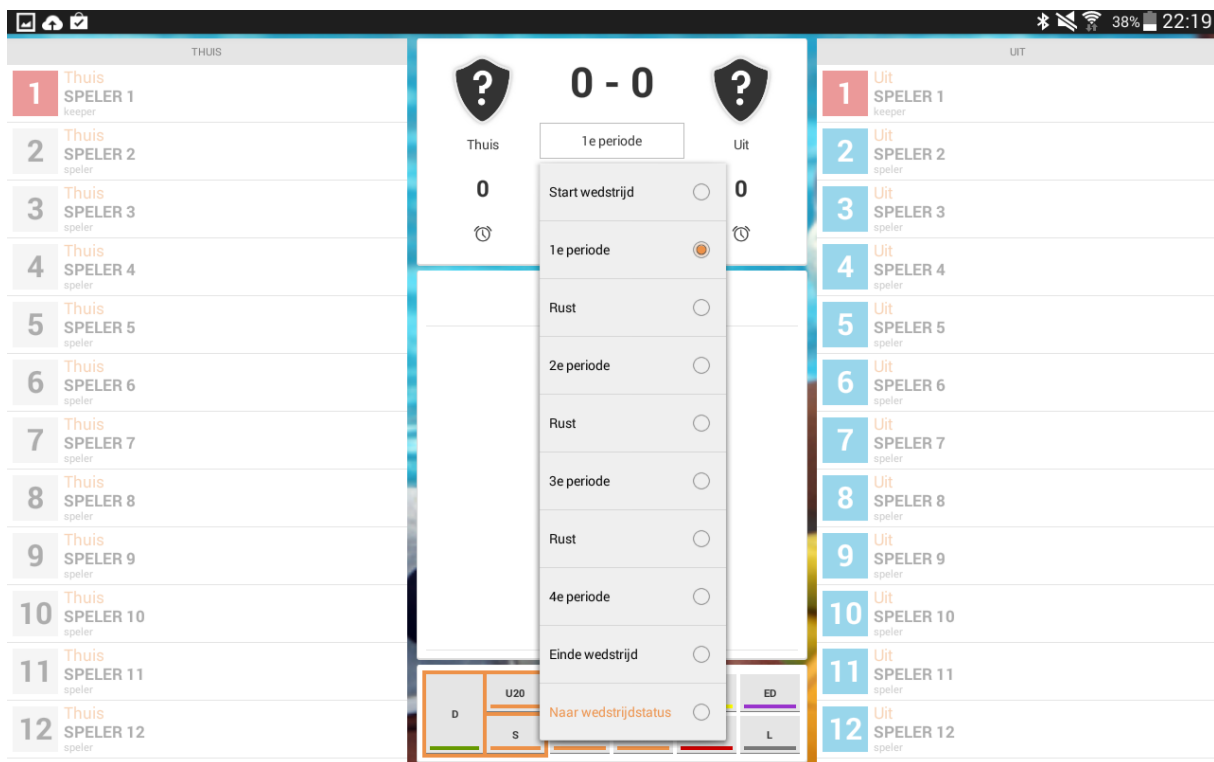 38% 22:19
THUIS
1 Thuis
SPELER 1
keeper
2 Thuis
SPELER 2
speler
3 Thuis
SPELER 3
speler
4 Thuis
SPELER 4
speler
5 Thuis
SPELER 5
speler
6 Thuis
SPELER 6
speler
7 Thuis
SPELER 7
speler
8 Thuis
SPELER 8
speler
9 Thuis
SPELER 9
speler
10 Thuis
SPELER 10
speler
11 Thuis
SPELER 11
speler
12 Thuis
SPELER 12
speler
? 0 - 0 ?
Thuis 1e periode Uit
0 0
Start wedstrijd
1e periode
Rust
2e periode
Rust
3e periode
Rust
4e periode
Einde wedstrijd
Naar wedstrijdstatus
D U20 ED
S L
UIT
1 Uit
SPELER 1
keeper
2 Uit
SPELER 2
speler
3 Uit
SPELER 3
speler
4 Uit
SPELER 4
speler
5 Uit
SPELER 5
speler
6 Uit
SPELER 6
speler
7 Uit
SPELER 7
speler
8 Uit
SPELER 8
speler
9 Uit
SPELER 9
speler
10 Uit
SPELER 10
speler
11 Uit
SPELER 11
speler
12 Uit
SPELER 12
speler